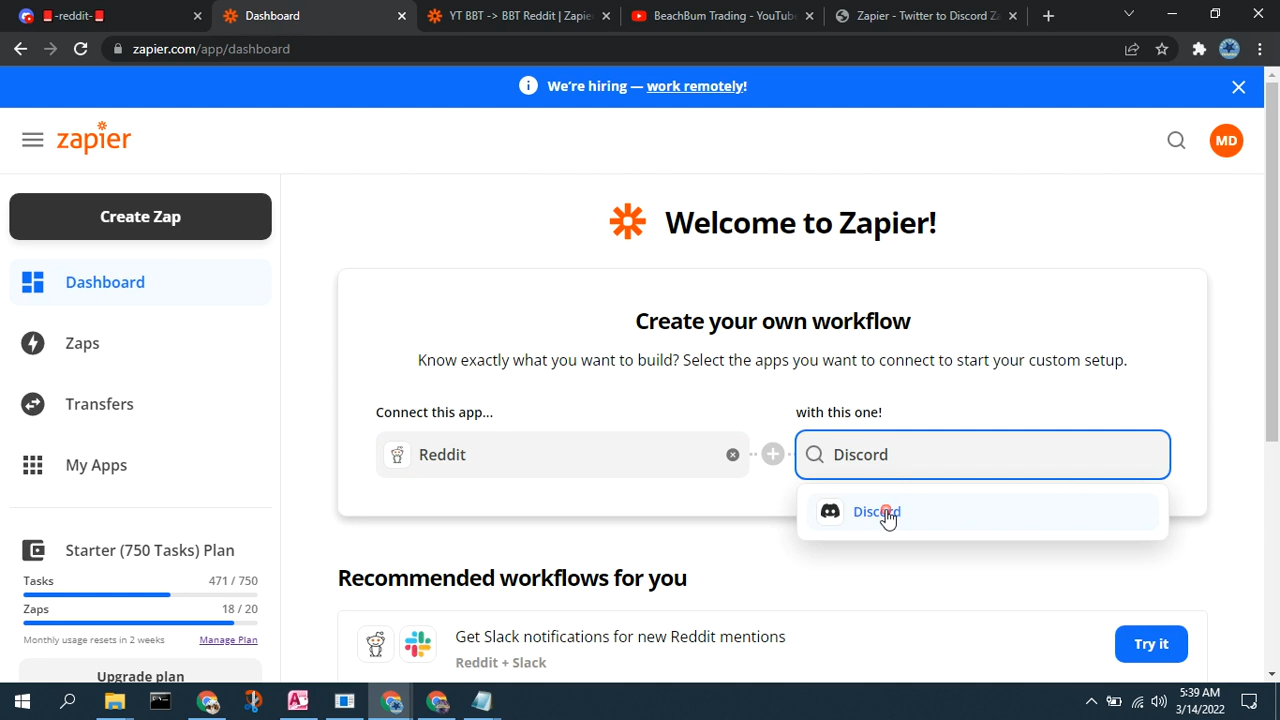 -reddit-
Dashboard
YT BBT -> BBT Reddit | Zapier
BeachBum Trading - YouTube
Zapier - Twitter to Discord Za
zapier.com/app/dashboard
We're hiring — work remotely!
zapier
MD
Create Zap
Dashboard
Zaps
Transfers
My Apps
Starter (750 Tasks) Plan
Tasks 471 / 750
Zaps 18 / 20
Monthly usage resets in 2 weeks Manage Plan
Upgrade plan
Welcome to Zapier!
Create your own workflow
Know exactly what you want to build? Select the apps you want to connect to start your custom setup.
Connect this app...
with this one!
Reddit
Discord
Discord
Recommended workflows for you
Get Slack notifications for new Reddit mentions
Reddit + Slack
Try it
5:39 AM
3/14/2022